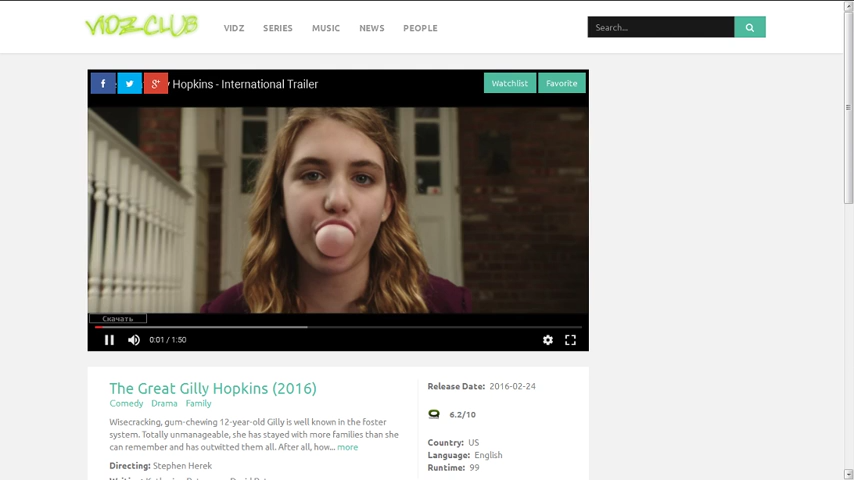 VIDZ.CLUB
VIDZ SERIES MUSIC NEWS PEOPLE
Search...
Hopkins - International Trailer
Watchlist Favorite
Скачать
0:01 / 1:50
The Great Gilly Hopkins (2016)
Comedy Drama Family
Wisecracking, gum-chewing 12-year-old Gilly is well known in the foster
system. Totally unmanageable, she has stayed with more families than she
can remember and has outwitted them all. After all, how... more
Directing: Stephen Herek
Release Date: 2016-02-24
6.2/10
Country: US
Language: English
Runtime: 99